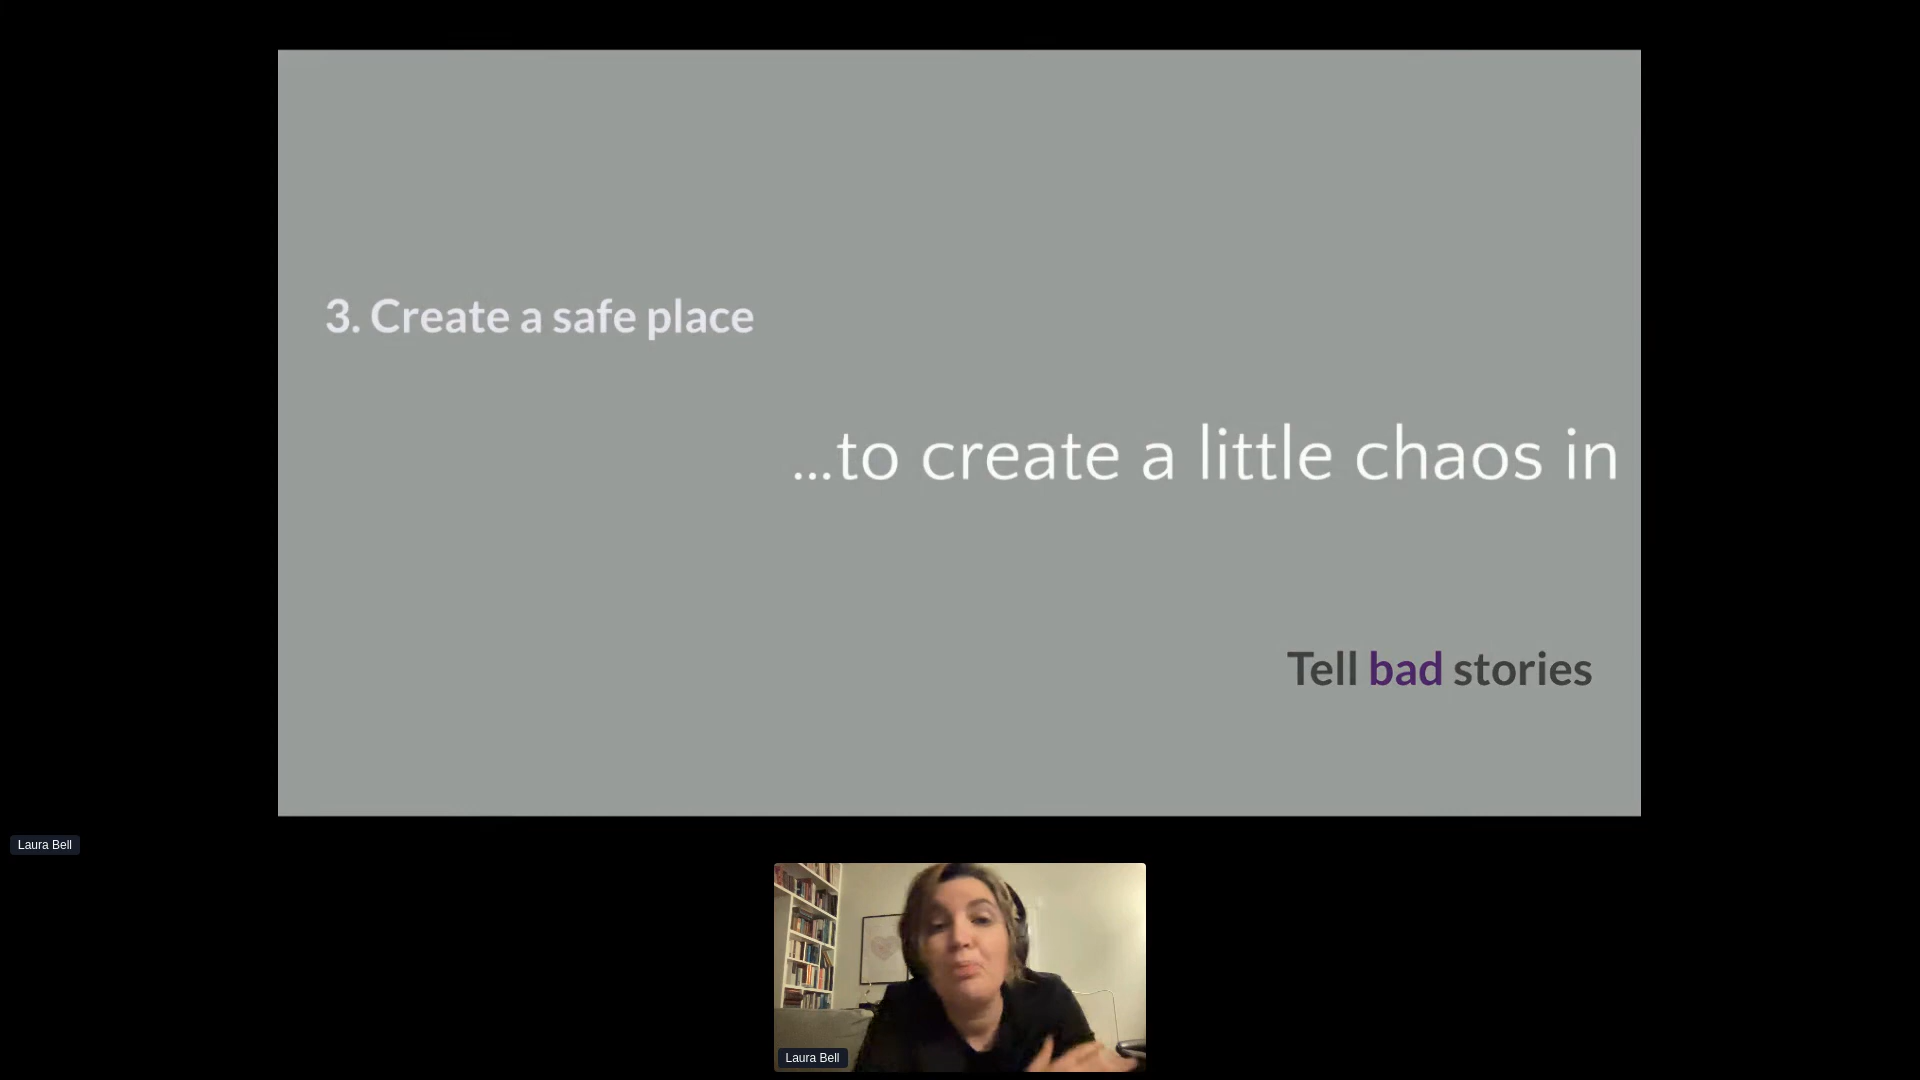 3. Create a safe place
...to create a little chaos in
Tell bad stories
Laura Bell
Laura Bell